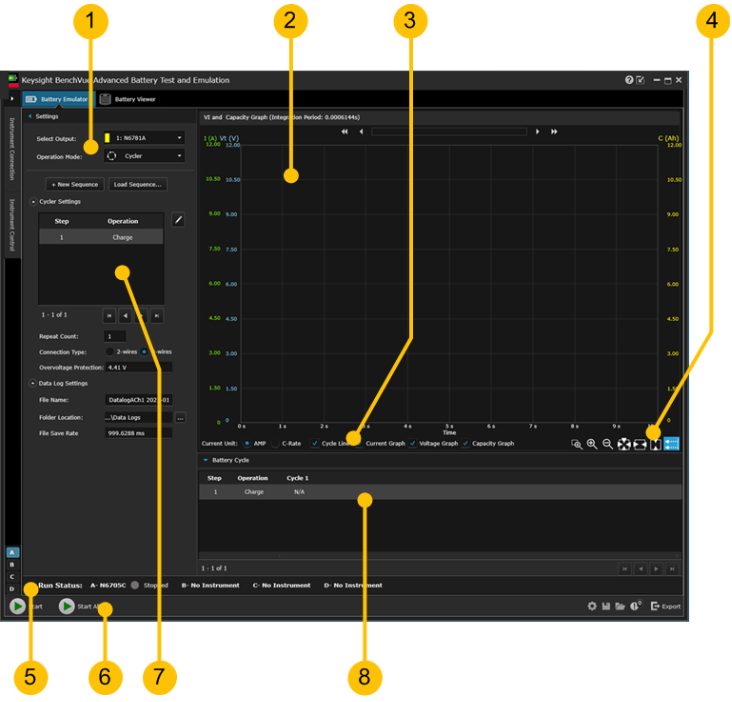 1 2 3 4
Keysight BenchVue Advanced Battery Test and Emulation
Battery Emulator Battery Viewer
Settings
Select Output: 1: N6781A
Operation Mode: Cycler
+ New Sequence Load Sequence...
Cycler Settings
Step Operation
1 Charge
1 - 1 of 1
Repeat Count: 1
Connection Type: 2-wires
Overvoltage Protection: 4.41 V
Data Log Settings
File Name: DatalogACh1 2021-01
Folder Location: ...\Data Logs ...
File Save Rate 999.6288 ms
Instrument Connection
Instrument Control
VI and Capacity Graph (Integration Period: 0.0006144s)
I (A) Vt (V) C (Ah)
12.00 12.00 12.00
10.50 10.50 10.50
9.00 9.00 9.00
7.50 7.50 7.50
6.00 6.00 6.00
4.50 4.50 4.50
3.00 3.00 3.00
1.50 1.50 1.50
0 0 0
0 s 1 s 2 s 3 s 4 s 5 s 6 s 7 s 8 s 9 s
Time
Current Unit: AMP C-Rate Cycle Line Current Graph Voltage Graph Capacity Graph
Battery Cycle
Step Operation Cycle 1
1 Charge N/A
1 - 1 of 1
A
B
C
D
Run Status: A- N6705C Stopped B- No Instrument C- No Instrument D- No Instrument
Start Start All Export
5 6 7 8